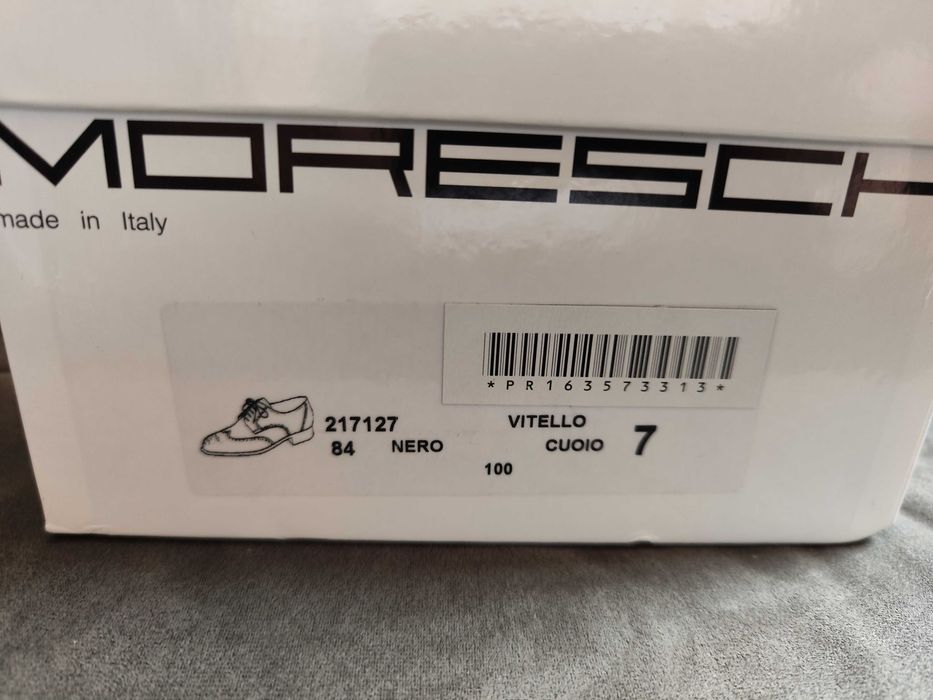 MORESCH
made in Italy
*PR163573313*
217127 VITELLO
84 NERO CUOIO 7
100